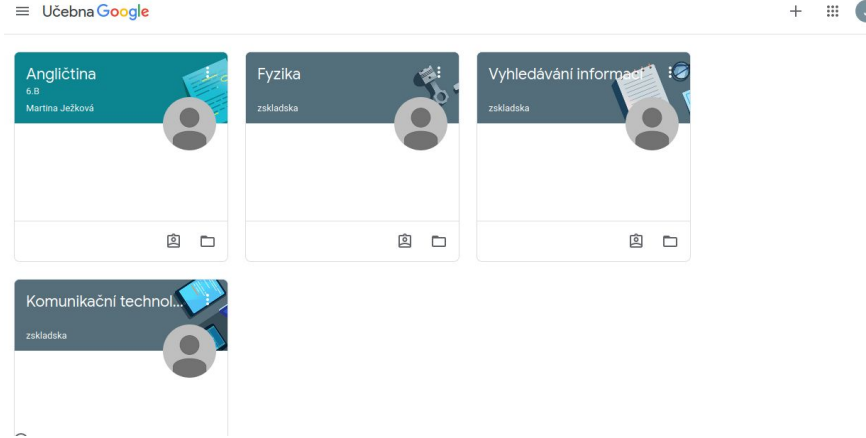 Učebna Google
Angličtina
6.B
Martina Ježková
Fyzika
zskladska
Vyhledávání informací
zskladska
Komunikační technol...
zskladska